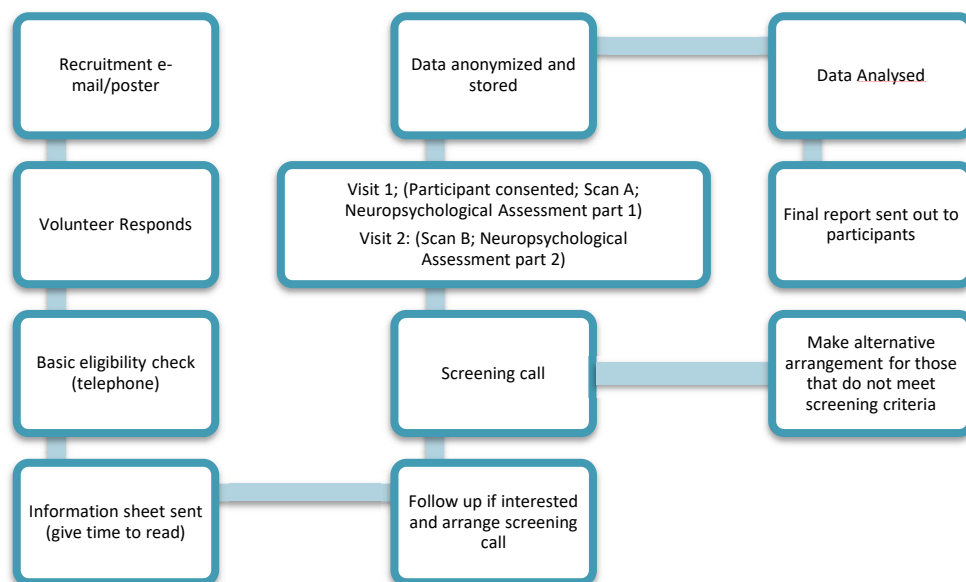 Recruitment e-
mail/poster
Volunteer Responds
Basic eligibility check
(telephone)
Information sheet sent
(give time to read)
Follow up if interested
and arrange screening
call
Screening call
Make alternative
arrangement for those
that do not meet
screening criteria
Visit 1; (Participant consented; Scan A;
Neuropsychological Assessment part 1)
Visit 2: (Scan B; Neuropsychological
Assessment part 2)
Data anonymized and
stored
Data Analysed
Final report sent out to
participants